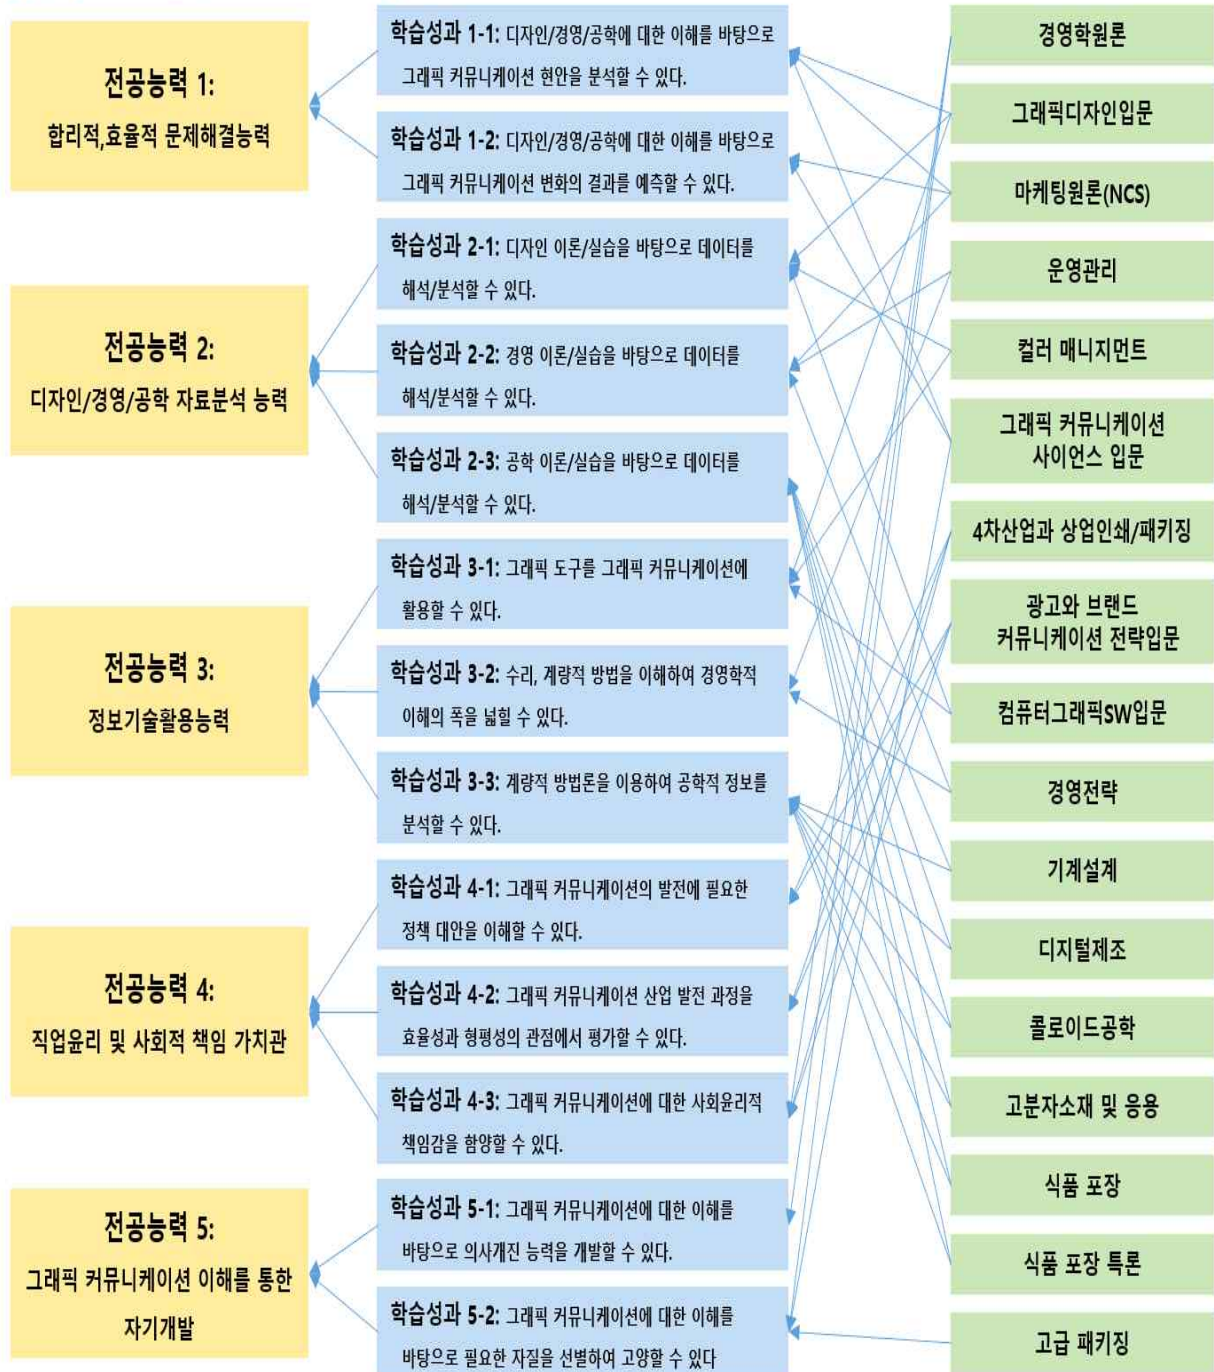 전공능력 1:
합리적,효율적 문제해결능력
전공능력 2:
디자인/경영/공학 자료분석 능력
전공능력 3:
정보기술활용능력
전공능력 4:
직업윤리 및 사회적 책임 가치관
전공능력 5:
그래픽 커뮤니케이션 이해를 통한
자기개발
학습성과 1-1: 디자인/경영/공학에 대한 이해를 바탕으로
그래픽 커뮤니케이션 현안을 분석할 수 있다.
학습성과 1-2: 디자인/경영/공학에 대한 이해를 바탕으로
그래픽 커뮤니케이션 변화의 결과를 예측할 수 있다.
학습성과 2-1: 디자인 이론/실습을 바탕으로 데이터를
해석/분석할 수 있다.
학습성과 2-2: 경영 이론/실습을 바탕으로 데이터를
해석/분석할 수 있다.
학습성과 2-3: 공학 이론/실습을 바탕으로 데이터를
해석/분석할 수 있다.
학습성과 3-1: 그래픽 도구를 그래픽 커뮤니케이션에
활용할 수 있다.
학습성과 3-2: 수리, 계량적 방법을 이해하여 경영학적
이해의 폭을 넓힐 수 있다.
학습성과 3-3: 계량적 방법론을 이용하여 공학적 정보를
분석할 수 있다.
학습성과 4-1: 그래픽 커뮤니케이션의 발전에 필요한
정책 대안을 이해할 수 있다.
학습성과 4-2: 그래픽 커뮤니케이션 산업 발전 과정을
효율성과 형평성의 관점에서 평가할 수 있다.
학습성과 4-3: 그래픽 커뮤니케이션에 대한 사회윤리적
책임감을 함양할 수 있다.
학습성과 5-1: 그래픽 커뮤니케이션에 대한 이해를
바탕으로 의사개진 능력을 개발할 수 있다.
학습성과 5-2: 그래픽 커뮤니케이션에 대한 이해를
바탕으로 필요한 자질을 선별하여 고양할 수 있다
경영학원론
그래픽디자인입문
마케팅원론(NCS)
운영관리
컬러 매니지먼트
그래픽 커뮤니케이션
사이언스 입문
4차산업과 상업인쇄/패키징
광고와 브랜드
커뮤니케이션 전략입문
컴퓨터그래픽SW입문
경영전략
기계설계
디지털제조
콜로이드공학
고분자소재 및 응용
식품 포장
식품 포장 특론
고급 패키징